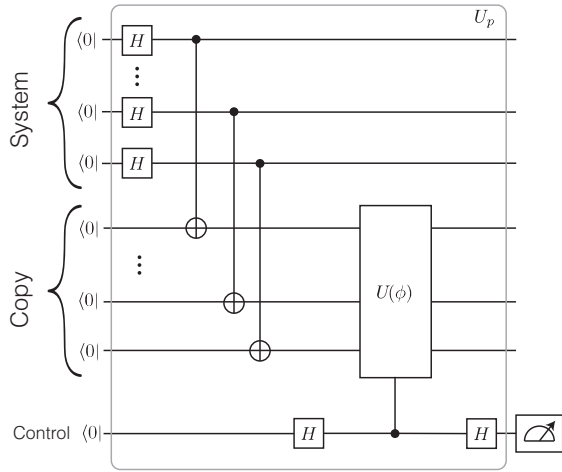 U_p
System
⟨0| H
⋮
⟨0| H
⟨0| H
Copy
⟨0|
⋮
⟨0| U(ϕ)
⟨0|
Control ⟨0| H H